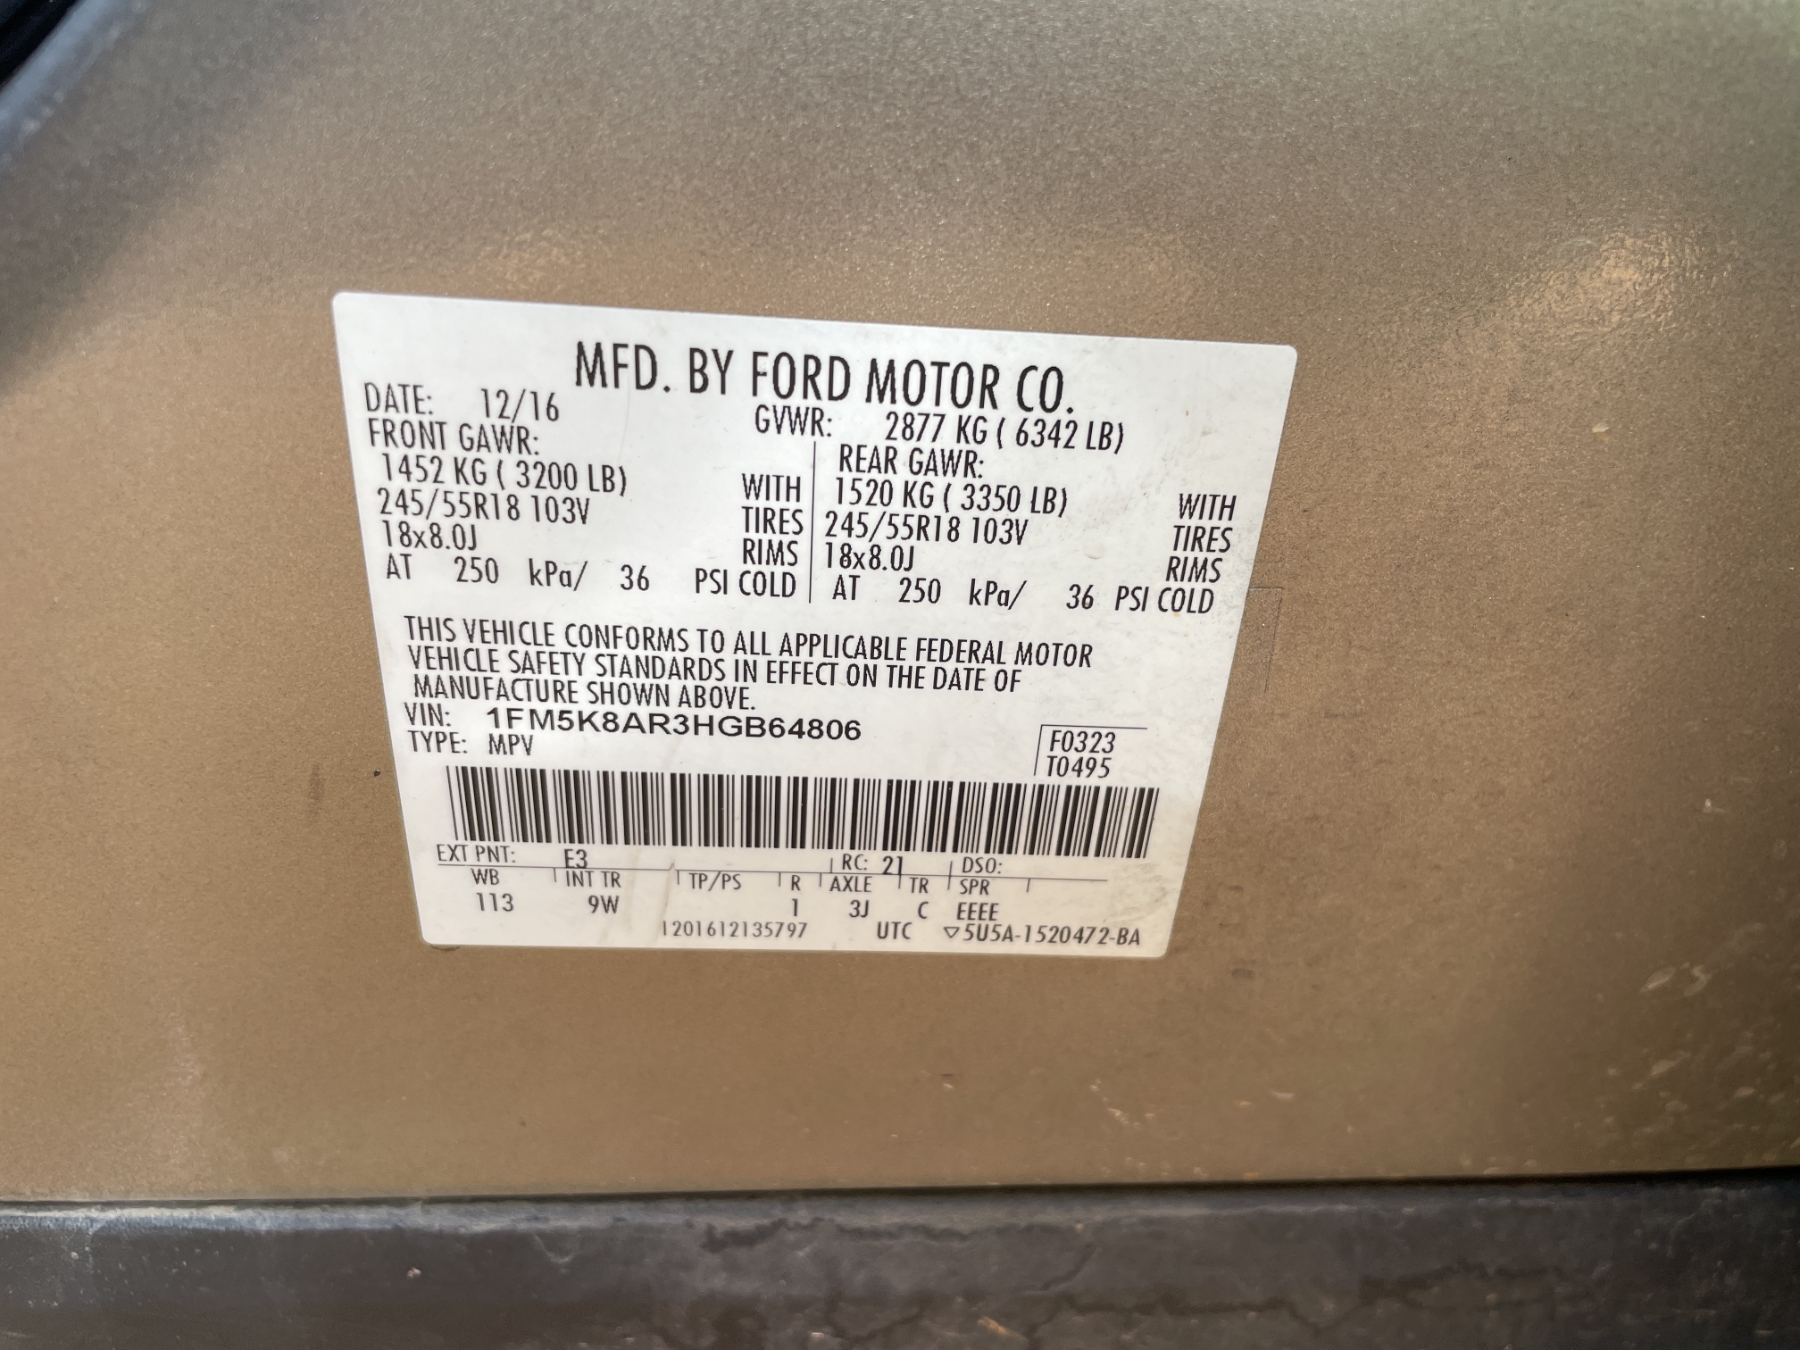 MFD. BY FORD MOTOR CO.
DATE: 12/16 GVWR: 2877 KG ( 6342 LB)
FRONT GAWR: REAR GAWR:
1452 KG ( 3200 LB) WITH 1520 KG ( 3350 LB) WITH
245/55R18 103V TIRES 245/55R18 103V TIRES
18x8.0J RIMS 18x8.0J RIMS
AT 250 kPa/ 36 PSI COLD AT 250 kPa/ 36 PSI COLD
THIS VEHICLE CONFORMS TO ALL APPLICABLE FEDERAL MOTOR
VEHICLE SAFETY STANDARDS IN EFFECT ON THE DATE OF
MANUFACTURE SHOWN ABOVE.
VIN: 1FM5K8AR3HGB64806
TYPE: MPV
F0323
T0495
EXT PNT: E3 RC: 21 DSO:
WB INT TR TP/PS R AXLE TR SPR
113 9W 1 3J C EEEE
1201612135797 UTC ▽5U5A-1520472-BA